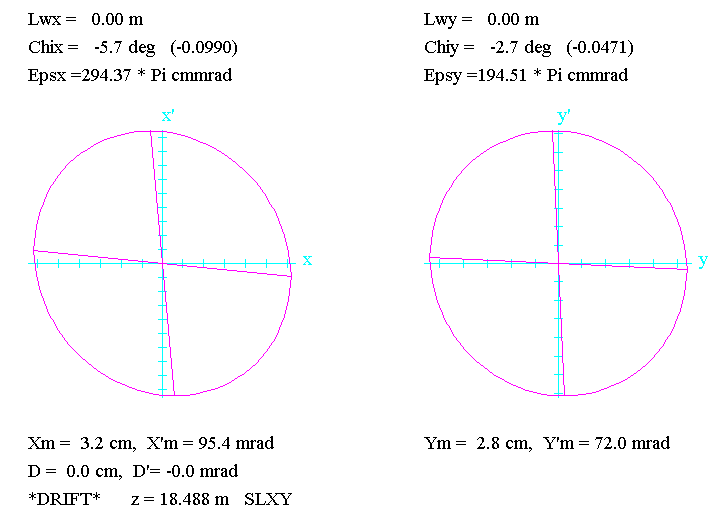 Lwx = 0.00 m
Chix = -5.7 deg (-0.0990)
Epsx =294.37 * Pi cmmrad
x'
x
Xm = 3.2 cm, X'm = 95.4 mrad
D = 0.0 cm, D'= -0.0 mrad
*DRIFT* z = 18.488 m SLXY
Lwy = 0.00 m
Chiy = -2.7 deg (-0.0471)
Epsy =194.51 * Pi cmmrad
y'
y
Ym = 2.8 cm, Y'm = 72.0 mrad